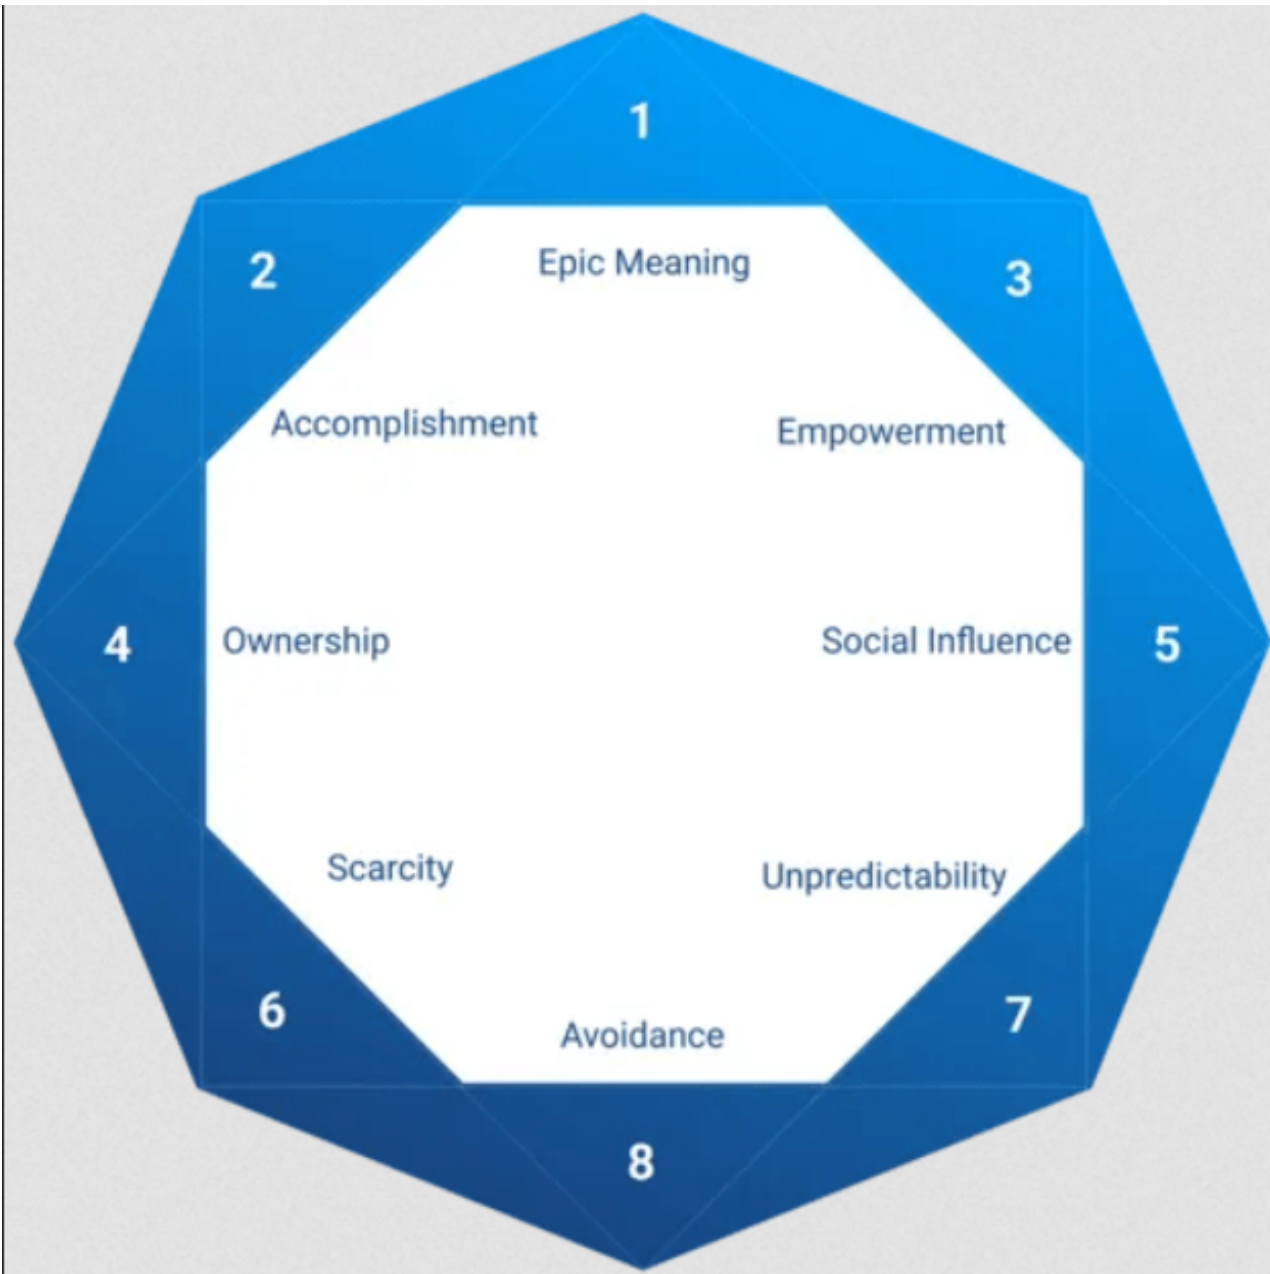 1
2
3
Epic Meaning
Accomplishment
Empowerment
4
Ownership
Social Influence
5
Scarcity
Unpredictability
6
7
Avoidance
8